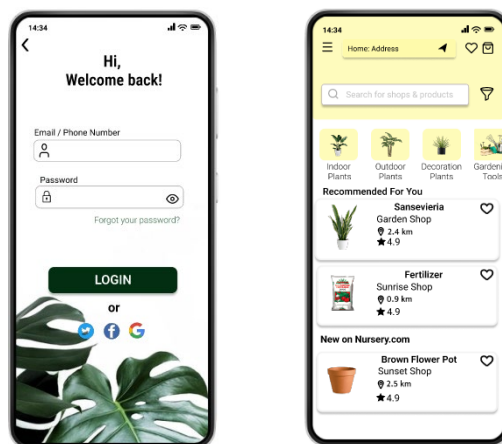 14:34
Hi,
Welcome back!
Email / Phone Number
Password
Forgot your password?
LOGIN
or
14:34
Home: Address
Search for shops & products
Indoor Plants
Outdoor Plants
Decoration Plants
Gardening Tools
Recommended For You
Sansevieria
Garden Shop
2.4 km
4.9
Fertilizer
Sunrise Shop
0.9 km
4.9
New on Nursery.com
Brown Flower Pot
Sunset Shop
2.5 km
4.9